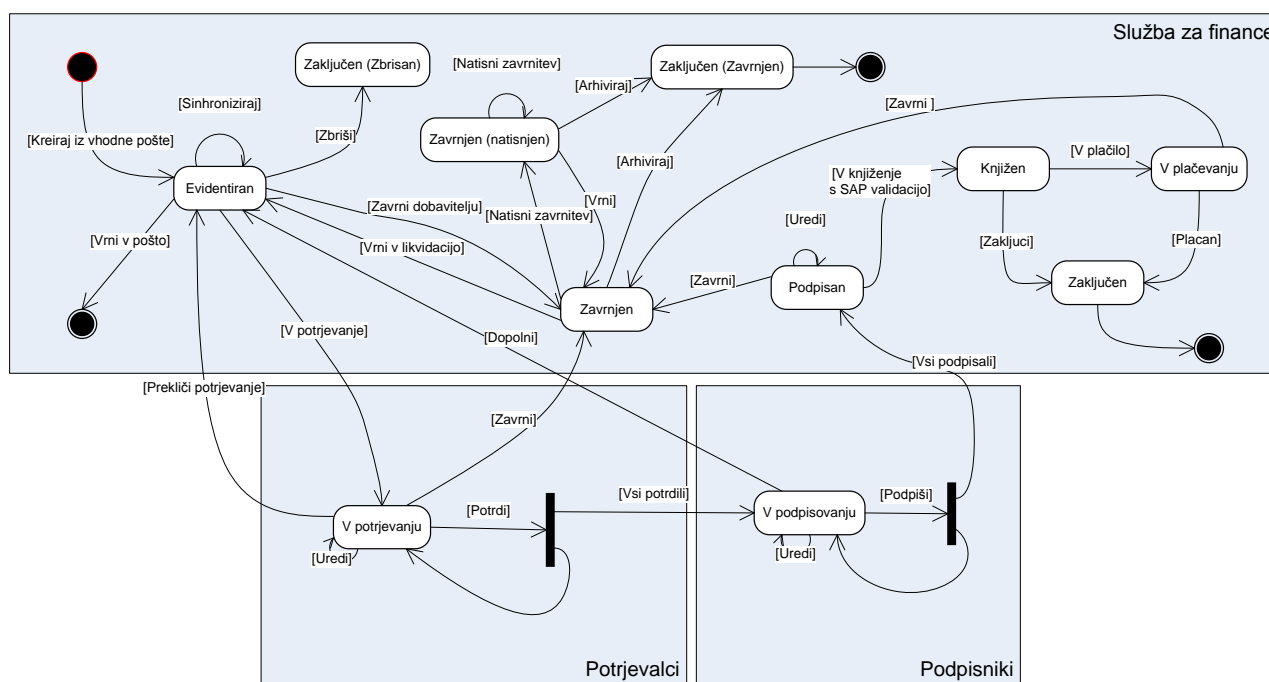 Služba za finance
Zaključen (Zbrisan)
[Natisni zavrnitev]
Zaključen (Zavrnjen)
[Sinhroniziraj]
[Arhiviraj]
[Zavrni ]
[Kreiraj iz vhodne pošte]
[Zbriši]
Zavrnjen (natisnjen)
[Arhiviraj]
[V plačilo]
Knjižen
V plačevanju
[V knjiženje
s SAP validacijo]
Evidentiran
[Zavrni dobavitelju]
[Vrni]
[Natisni zavrnitev]
[Uredi]
[Vrni v pošto]
[Vrni v likvidacijo]
[Zakljuci]
[Placan]
[Zavrni]
Podpisan
Zaključen
Zavrnjen
[V potrjevanje]
[Dopolni]
[Vsi podpisali]
[Prekliči potrjevanje]
[Zavrni]
[Vsi potrdili]
[Potrdi]
[Podpiši]
V potrjevanju
V podpisovanju
[Uredi]
[Uredi]
Potrjevalci
Podpisniki